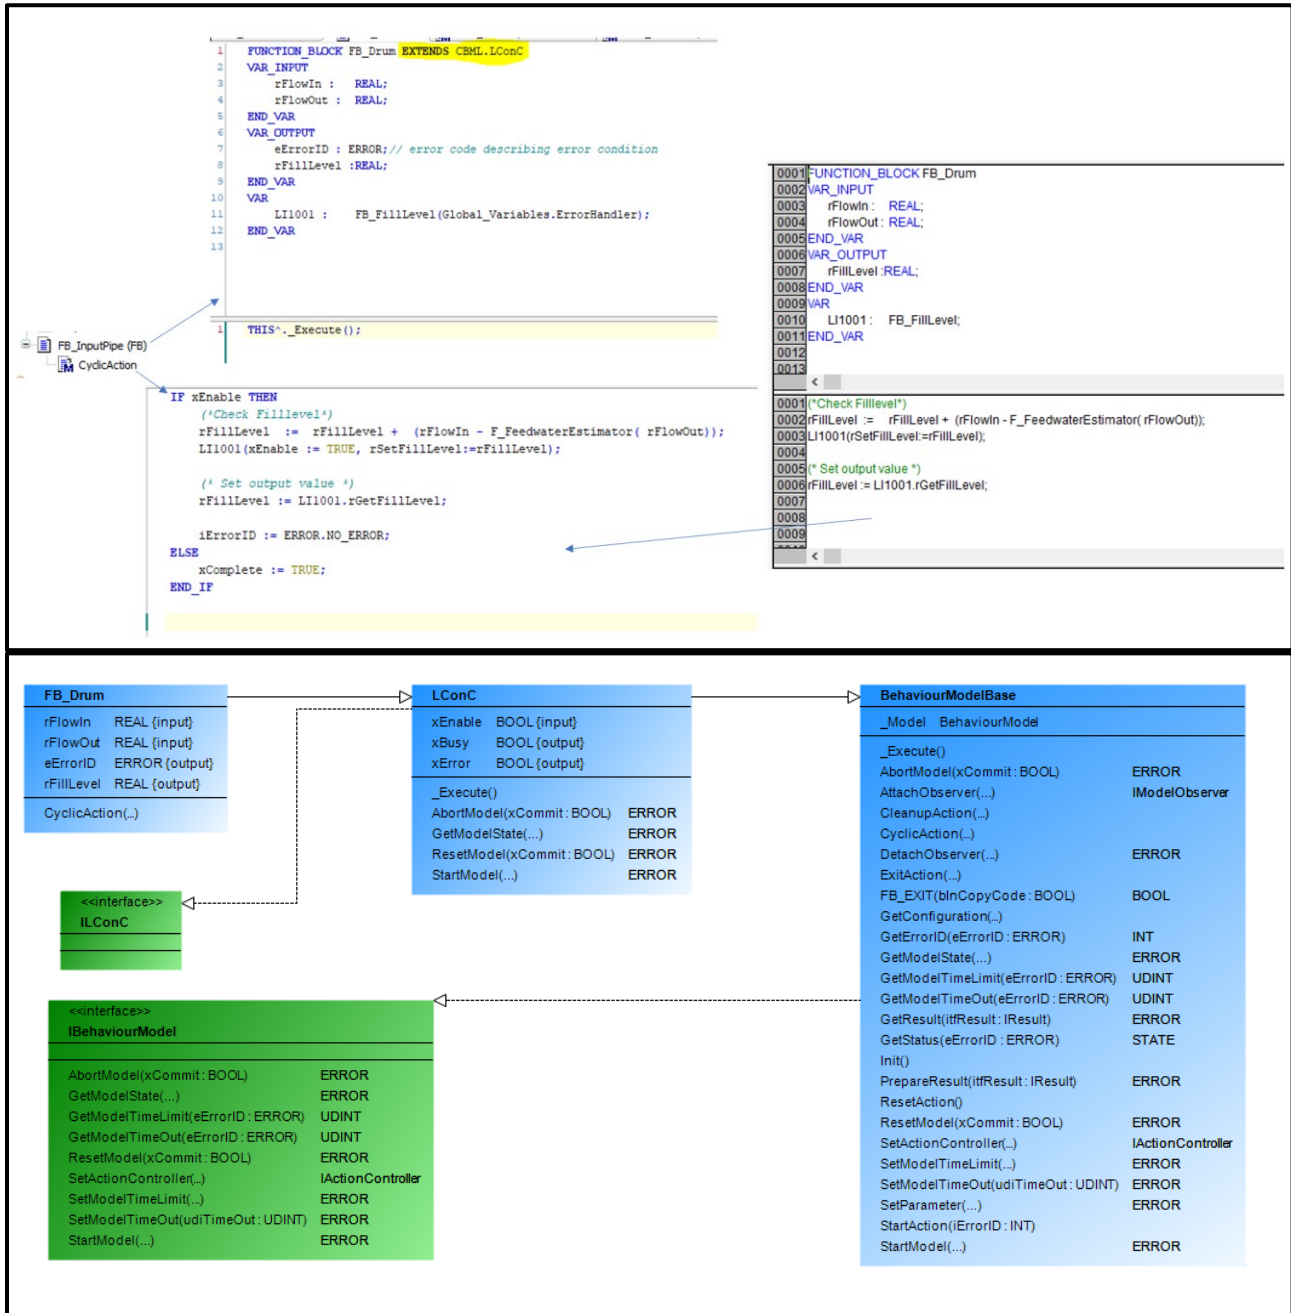 1 FUNCTION_BLOCK FB_Drum EXTENDS CBML.LConC
2 VAR_INPUT
3 rFlowIn : REAL;
4 rFlowOut : REAL;
5 END_VAR
6 VAR_OUTPUT
7 eErrorID : ERROR;// error code describing error condition
8 rFillLevel :REAL;
9 END_VAR
10 VAR
11 LI1001 : FB_FillLevel(Global_Variables.ErrorHandler);
12 END_VAR
13
1 THIS^._Execute();
FB_InputPipe (FB)
CyclicAction
IF xEnable THEN
(*Check Filllevel*)
rFillLevel := rFillLevel + (rFlowIn - F_FeedwaterEstimator( rFlowOut));
LI1001(xEnable := TRUE, rSetFillLevel:=rFillLevel);
(* Set output value *)
rFillLevel := LI1001.rGetFillLevel;
iErrorID := ERROR.NO_ERROR;
ELSE
xComplete := TRUE;
END_IF
0001 FUNCTION_BLOCK FB_Drum
0002 VAR_INPUT
0003 rFlowIn : REAL;
0004 rFlowOut : REAL;
0005 END_VAR
0006 VAR_OUTPUT
0007 rFillLevel :REAL;
0008 END_VAR
0009 VAR
0010 LI1001 : FB_FillLevel;
0011 END_VAR
0012
0013
0001 (*Check Filllevel*)
0002 rFillLevel := rFillLevel + (rFlowIn - F_FeedwaterEstimator( rFlowOut));
0003 LI1001(rSetFillLevel:=rFillLevel);
0004
0005 (* Set output value *)
0006 rFillLevel := LI1001.rGetFillLevel;
0007
0008
0009
FB_Drum
rFlowIn REAL {input}
rFlowOut REAL {input}
eErrorID ERROR {output}
rFillLevel REAL {output}
CyclicAction(...)
LConC
xEnable BOOL {input}
xBusy BOOL {output}
xError BOOL {output}
_Execute()
AbortModel(xCommit : BOOL) ERROR
GetModelState(...) ERROR
ResetModel(xCommit : BOOL) ERROR
StartModel(...) ERROR
BehaviourModelBase
_Model BehaviourModel
_Execute()
AbortModel(xCommit : BOOL) ERROR
AttachObserver(...) IModelObserver
CleanupAction(...)
CyclicAction(...)
DetachObserver(...) ERROR
ExitAction(...)
FB_EXIT(bInCopyCode : BOOL) BOOL
GetConfiguration(...)
GetErrorID(eErrorID : ERROR) INT
GetModelState(...) ERROR
GetModelTimeLimit(eErrorID : ERROR) UDINT
GetModelTimeOut(eErrorID : ERROR) UDINT
GetResult(itfResult : IResult) ERROR
GetStatus(eErrorID : ERROR) STATE
Init()
PrepareResult(itfResult : IResult) ERROR
ResetAction()
ResetModel(xCommit : BOOL) ERROR
SetActionController(...) IActionController
SetModelTimeLimit(...) ERROR
SetModelTimeOut(udiTimeOut : UDINT) ERROR
SetParameter(...) ERROR
StartAction(iErrorID : INT)
StartModel(...) ERROR
<<interface>>
ILConC
<<interface>>
IBehaviourModel
AbortModel(xCommit : BOOL) ERROR
GetModelState(...) ERROR
GetModelTimeLimit(eErrorID : ERROR) UDINT
GetModelTimeOut(eErrorID : ERROR) UDINT
ResetModel(xCommit : BOOL) ERROR
SetActionController(...) IActionController
SetModelTimeLimit(...) ERROR
SetModelTimeOut(udiTimeOut : UDINT) ERROR
StartModel(...) ERROR